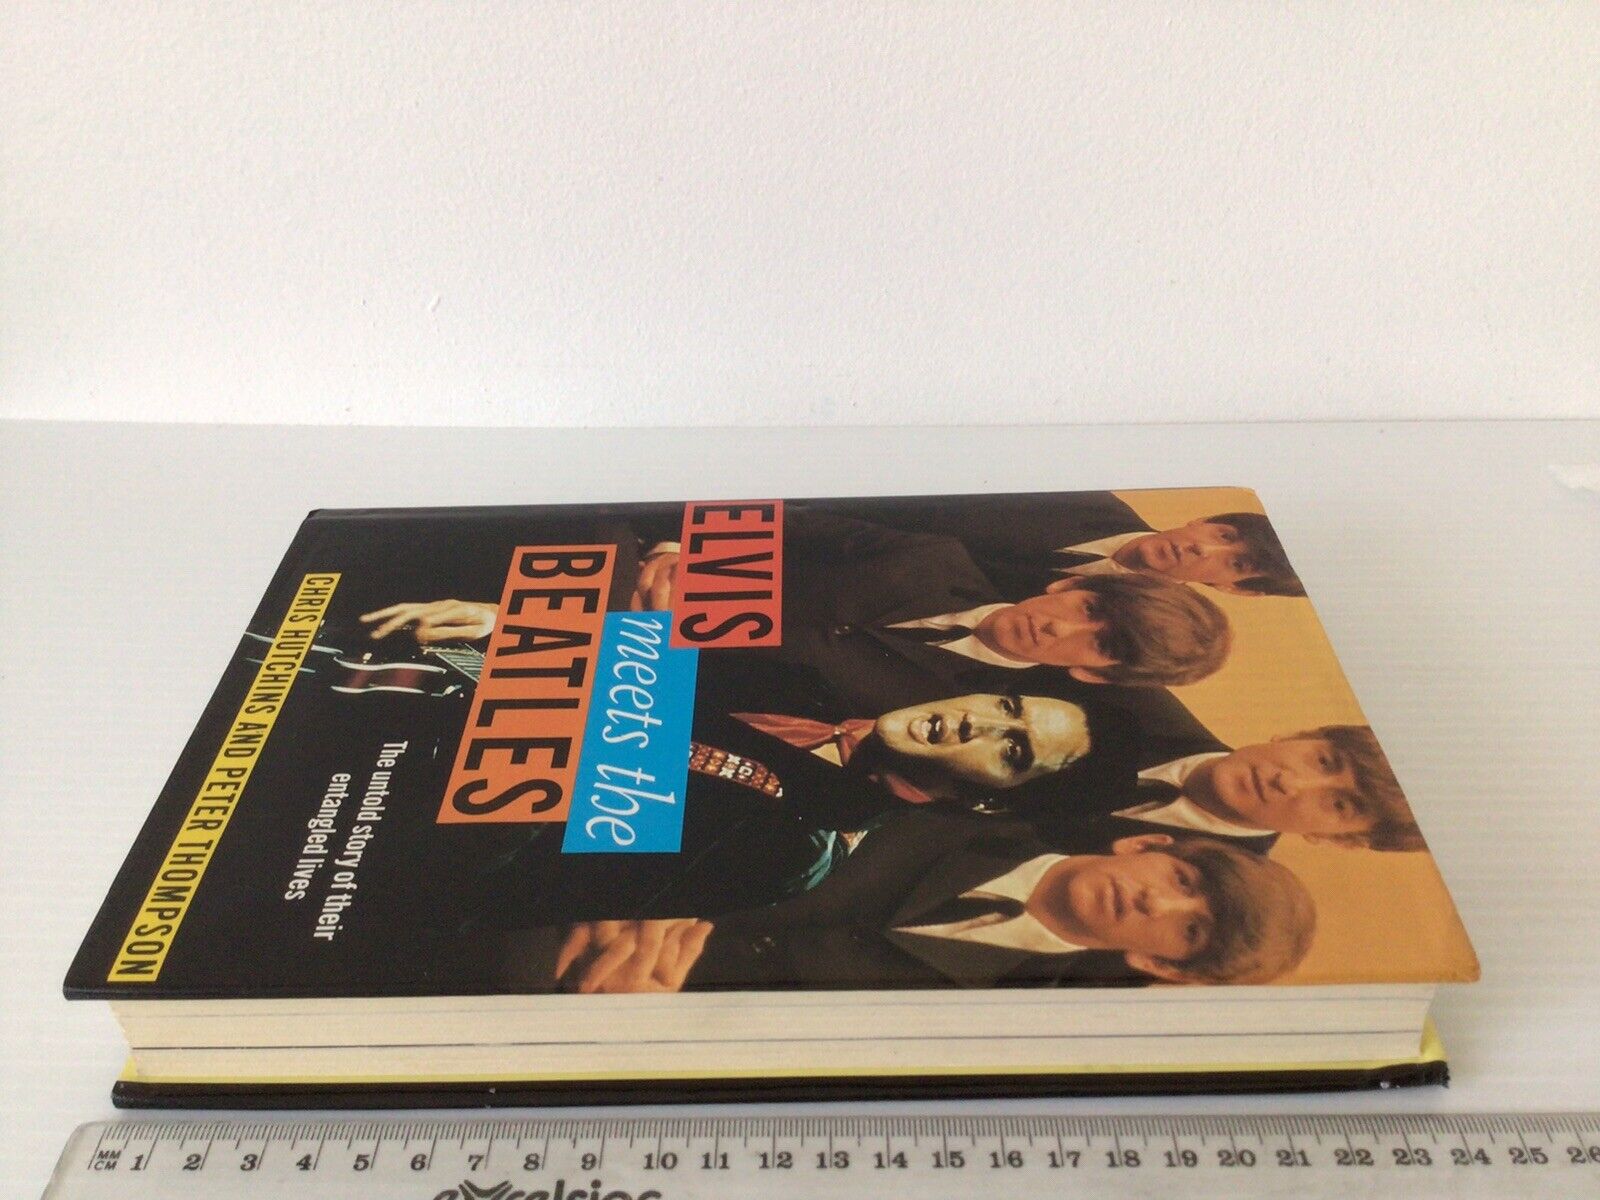 ELVIS
meets the
BEATLES
The untold story of their
entangled lives
CHRIS HUTCHINS AND PETER THOMPSON
MM
CM 1 2 3 4 5 6 7 8 9 10 11 12 13 14 15 16 17 18 19 20 21 22 23 24 25 26
excelsior